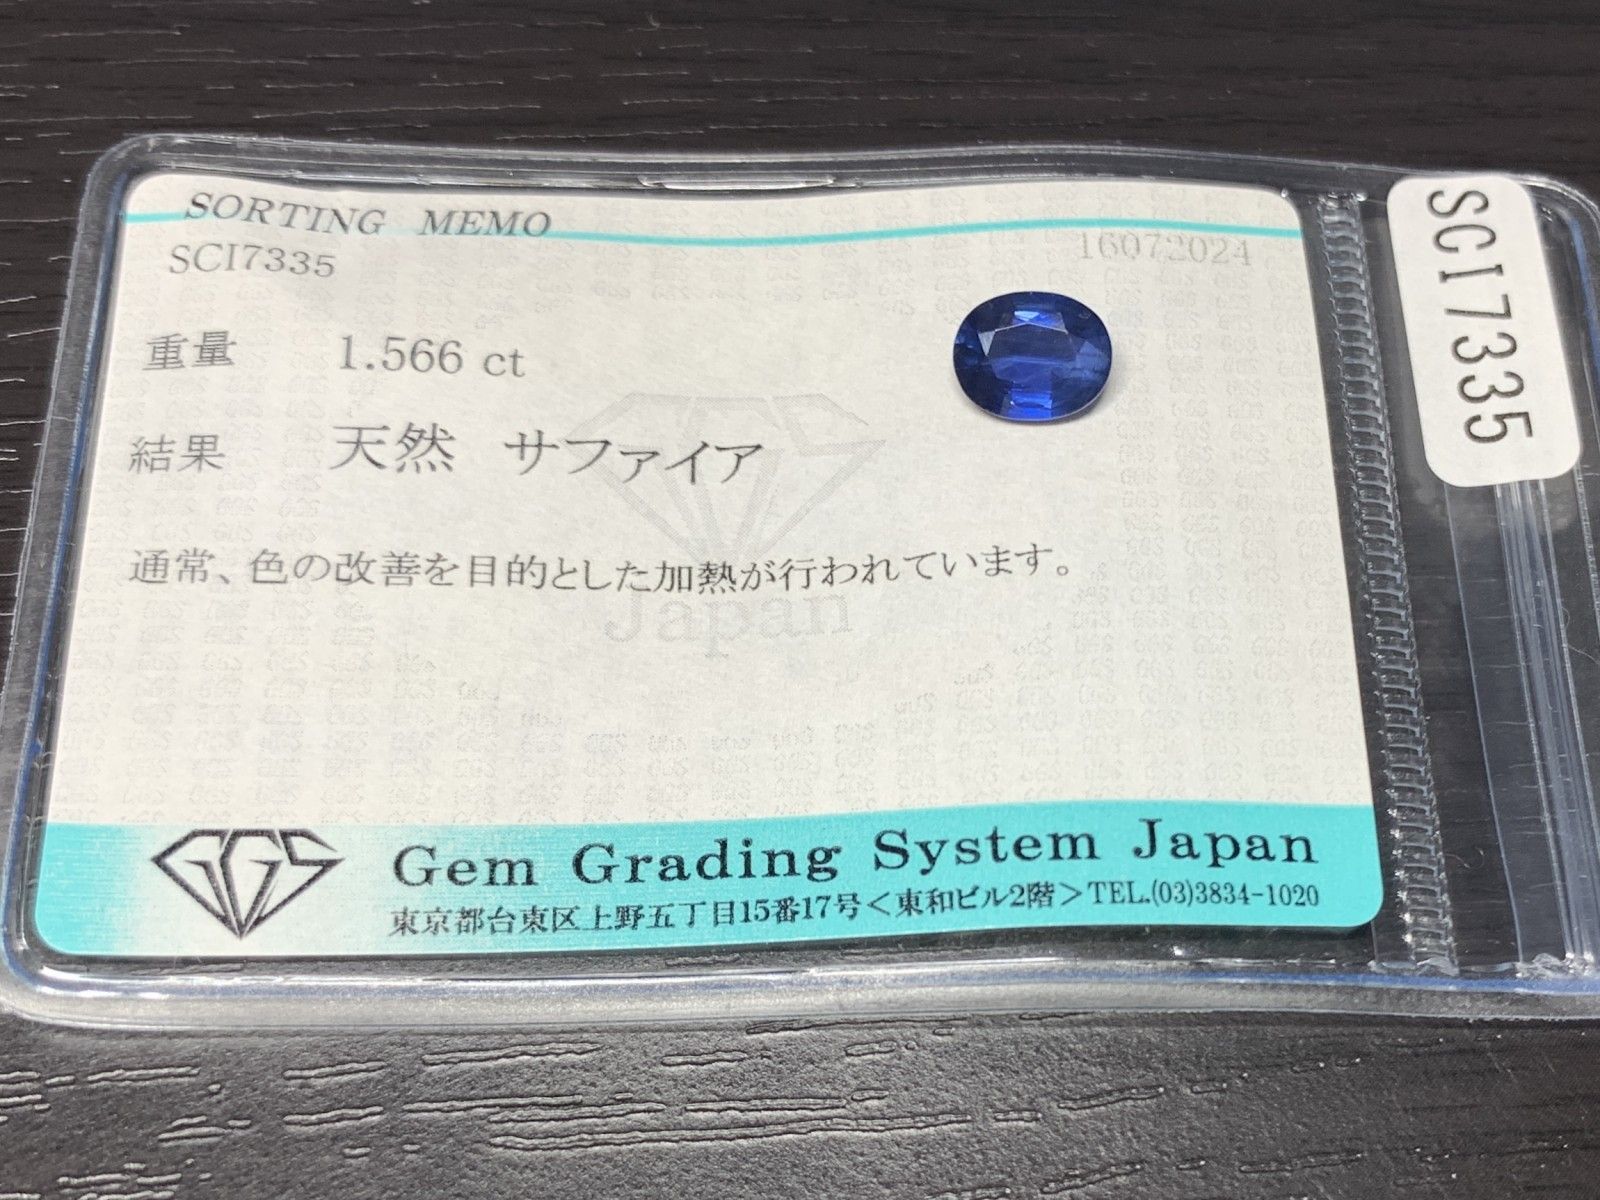 SORTING MEMO
SCI7335
16072024
重量 1.566 ct
結果 天然 サファイア
通常、色の改善を目的とした加熱が行われています。
Japan
GGS
Gem Grading System Japan
東京都台東区上野五丁目15番17号<東和ビル2階>TEL.(03)3834-1020
SCI7335